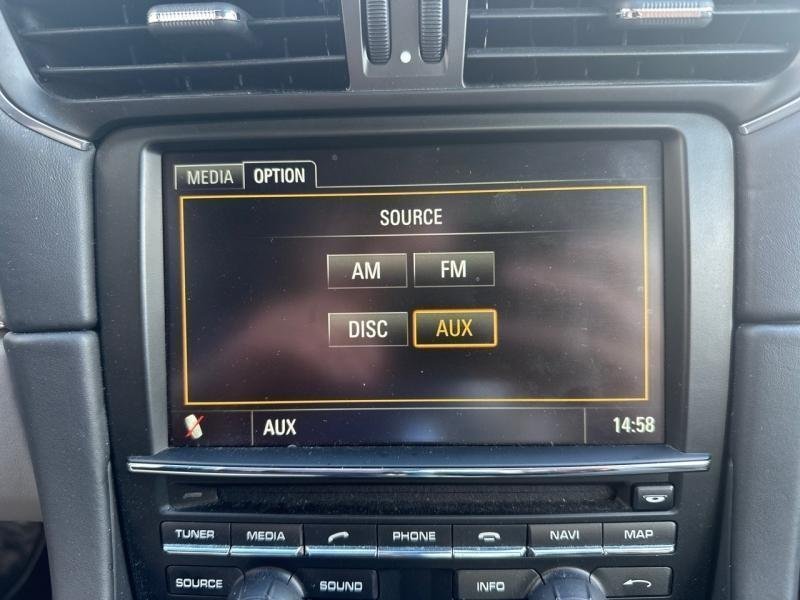 MEDIA OPTION
SOURCE
AM FM
DISC AUX
AUX 14:58
TUNER MEDIA PHONE NAVI MAP
SOURCE SOUND INFO